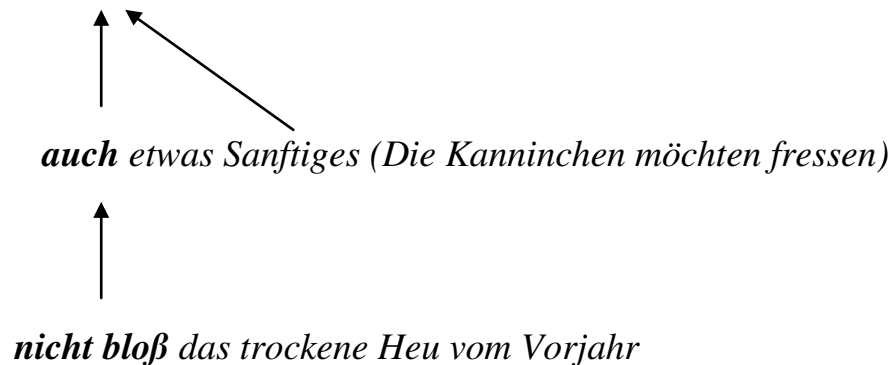 auch etwas Sanftiges (Die Kanninchen möchten fressen)
nicht bloß das trockene Heu vom Vorjahr